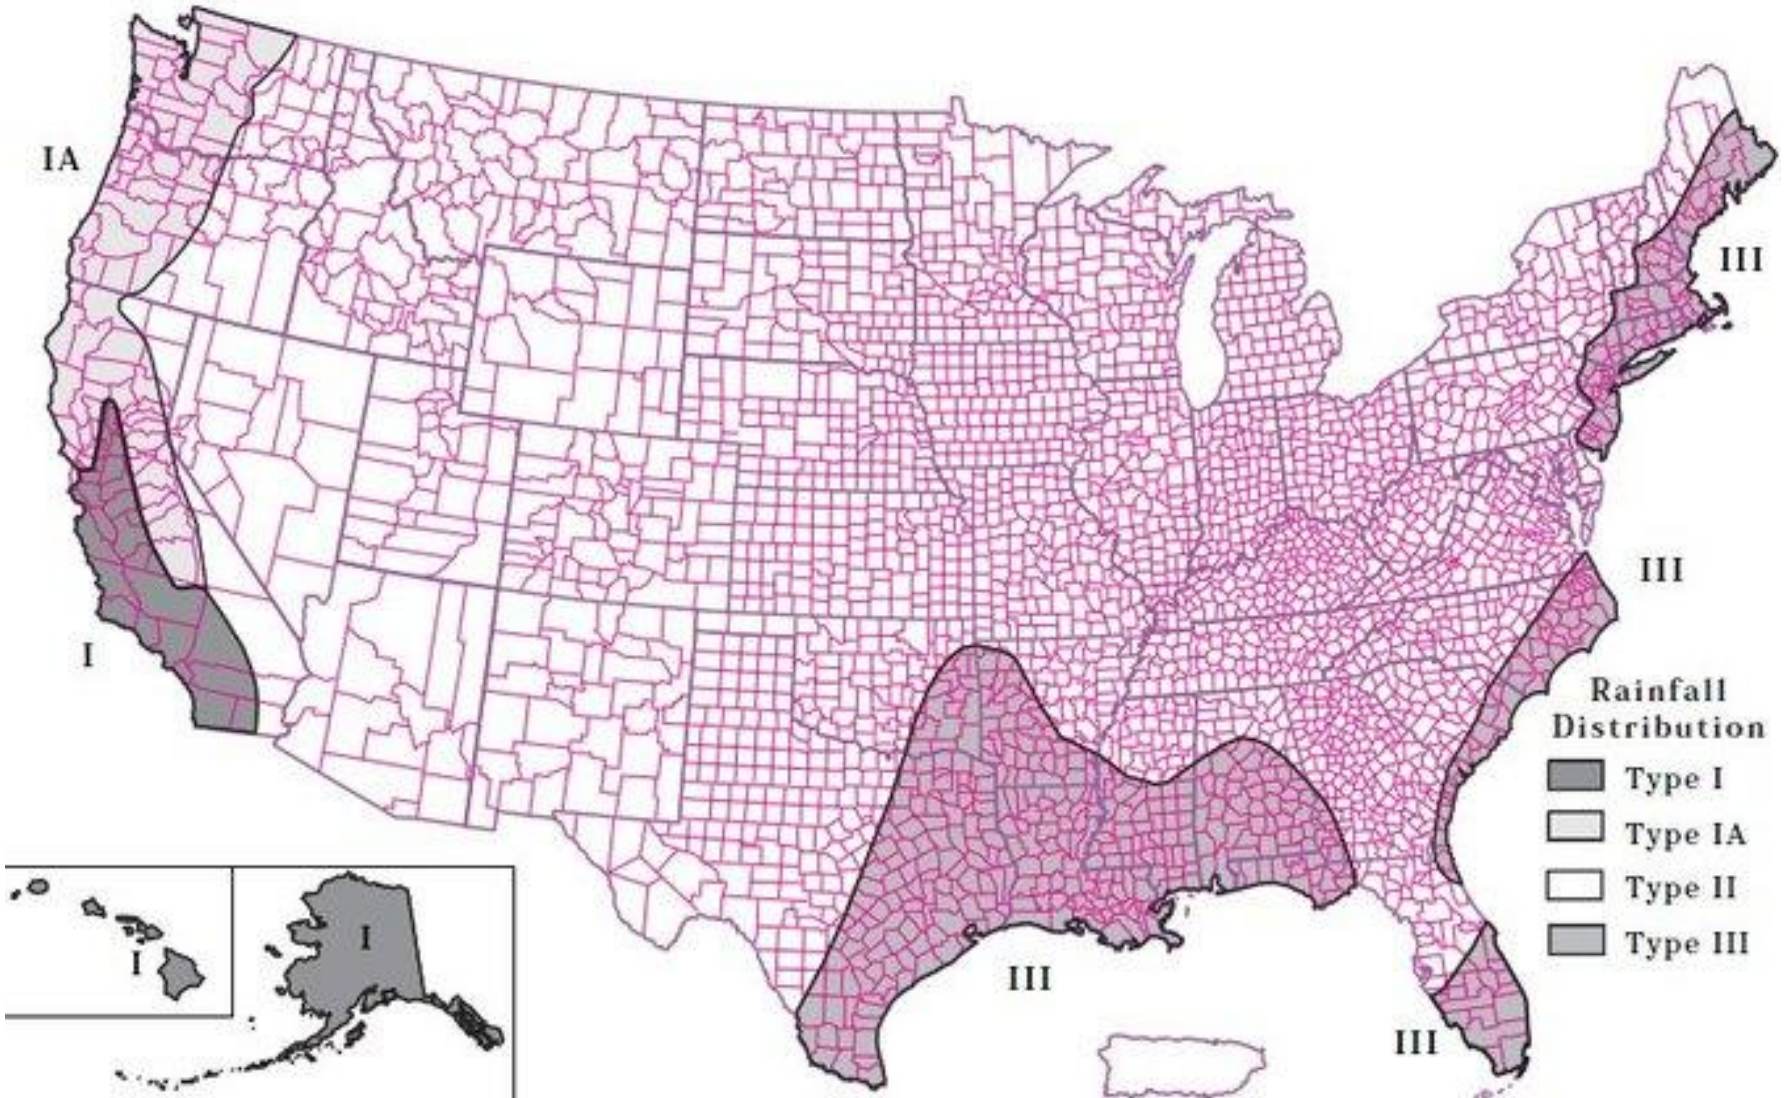 IA
III
III
I
Rainfall
Distribution
Type I
Type IA
Type II
Type III
I
I
III
III